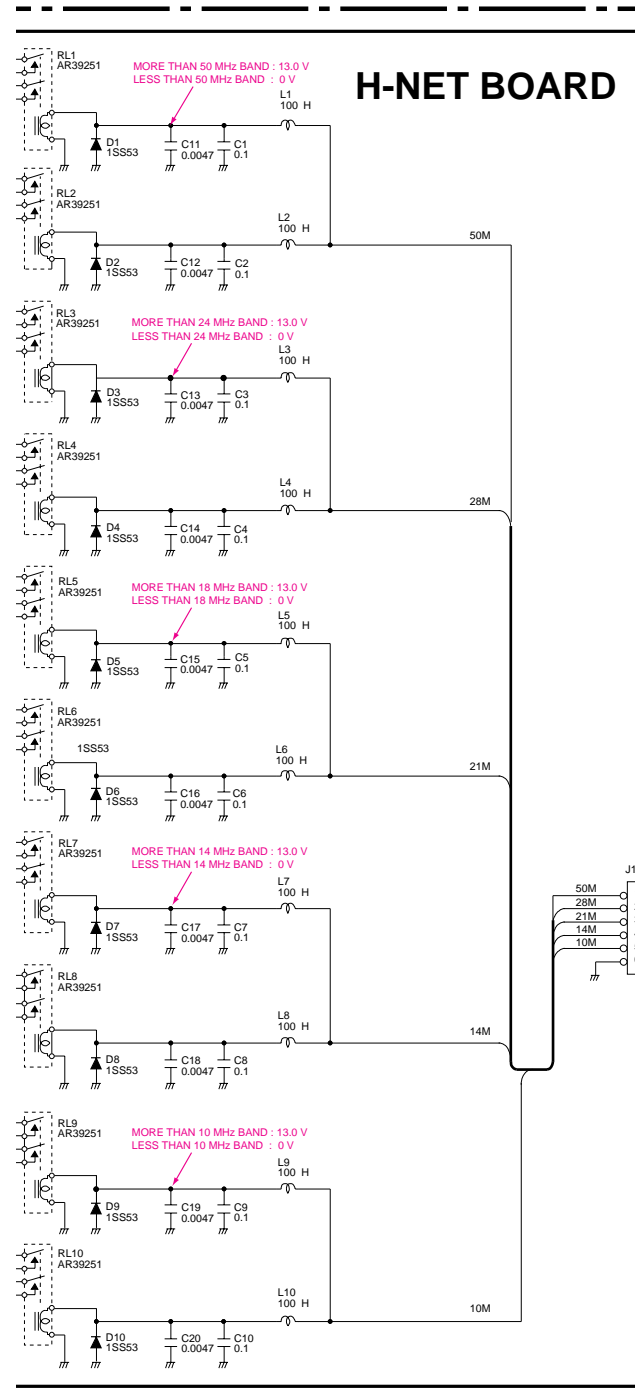 H-NET BOARD
RL1
AR39251
MORE THAN 50 MHz BAND : 13.0 V
LESS THAN 50 MHz BAND : 0 V
L1
100 H
D1
1SS53
C11
0.0047
C1
0.1
RL2
AR39251
L2
100 H
50M
D2
1SS53
C12
0.0047
C2
0.1
RL3
AR39251
MORE THAN 24 MHz BAND : 13.0 V
LESS THAN 24 MHz BAND : 0 V
L3
100 H
D3
1SS53
C13
0.0047
C3
0.1
RL4
AR39251
L4
100 H
28M
D4
1SS53
C14
0.0047
C4
0.1
RL5
AR39251
MORE THAN 18 MHz BAND : 13.0 V
LESS THAN 18 MHz BAND : 0 V
L5
100 H
D5
1SS53
C15
0.0047
C5
0.1
RL6
AR39251
1SS53
L6
100 H
21M
D6
1SS53
C16
0.0047
C6
0.1
RL7
AR39251
MORE THAN 14 MHz BAND : 13.0 V
LESS THAN 14 MHz BAND : 0 V
L7
100 H
D7
1SS53
C17
0.0047
C7
0.1
J1
50M
28M
21M
14M
10M
RL8
AR39251
L8
100 H
14M
D8
1SS53
C18
0.0047
C8
0.1
RL9
AR39251
MORE THAN 10 MHz BAND : 13.0 V
LESS THAN 10 MHz BAND : 0 V
L9
100 H
D9
1SS53
C19
0.0047
C9
0.1
RL10
AR39251
L10
100 H
10M
D10
1SS53
C20
0.0047
C10
0.1